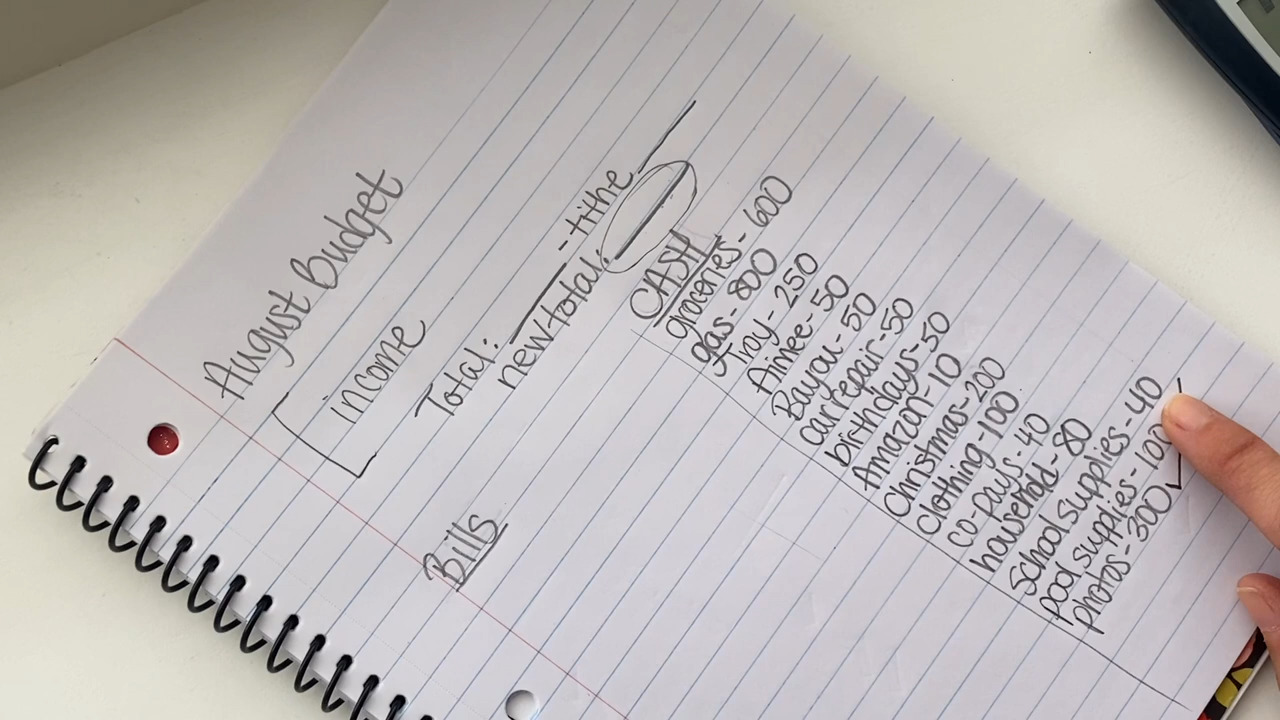 August Budget
income
Total: - tithe
new total:
Bills
CASH
groceries - 600
gas - 800
Troy - 250
Aimee - 50
Bayou - 50
car repair - 50
birthdays - 50
Amazon - 10
Christmas - 200
clothing - 100
co-pays - 40
household - 80
School Supplies - 40
pool supplies - 100
photos - 300